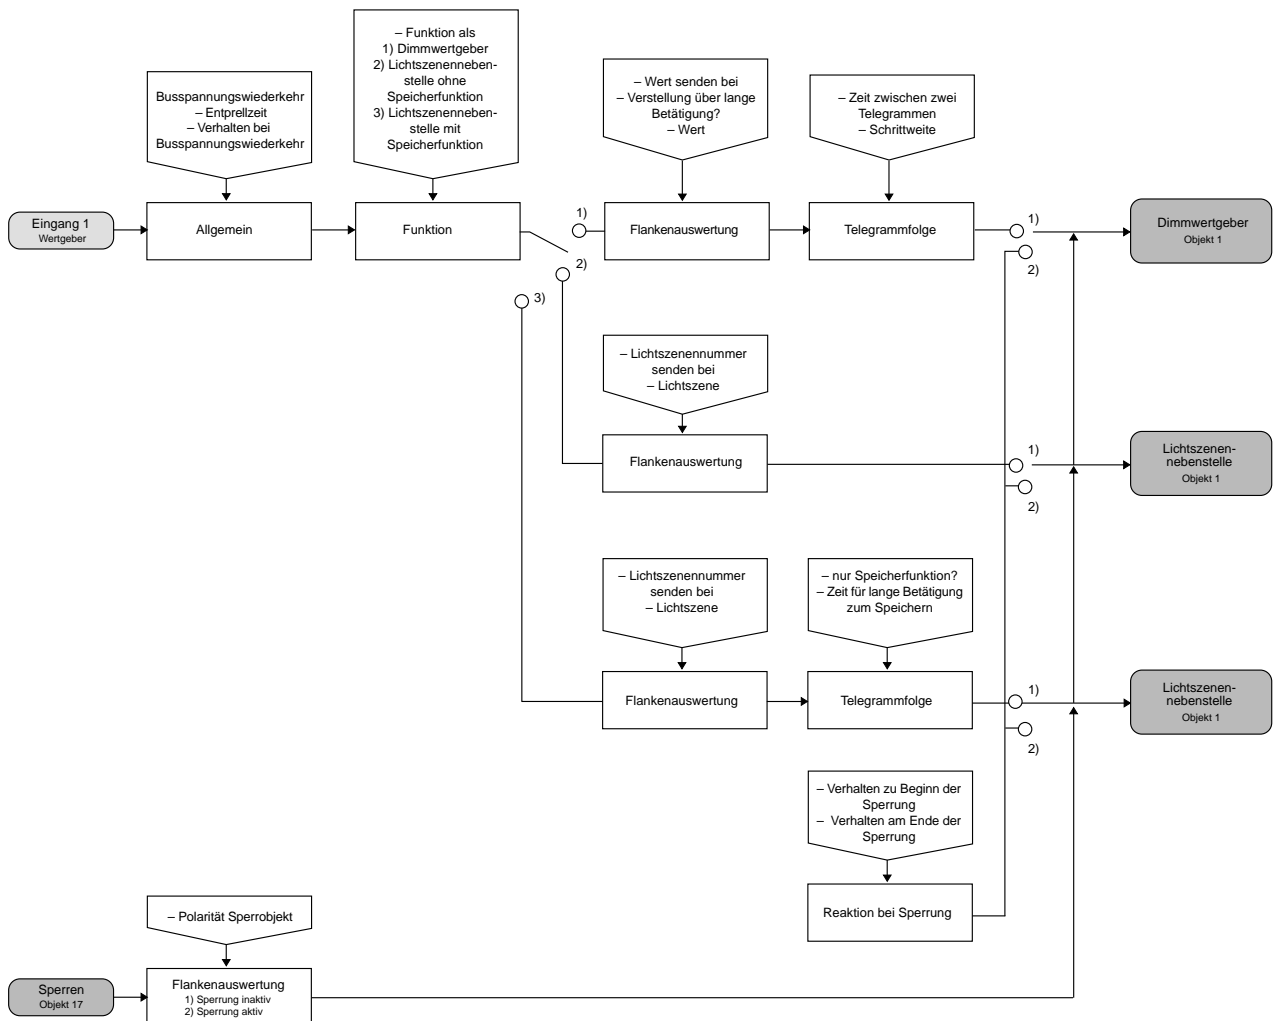 – Funktion als
1) Dimmwertgeber
2) Lichtszenenneben-
stelle ohne
Speicherfunktion
3) Lichtszenenneben-
stelle mit
Speicherfunktion
Busspannungswiederkehr
– Entprellzeit
– Verhalten bei
Busspannungswiederkehr
– Wert senden bei
– Verstellung über lange
Betätigung?
– Wert
– Zeit zwischen zwei
Telegrammen
– Schrittweite
Eingang 1
Wertgeber
Allgemein
Funktion
1)
2)
3)
Flankenauswertung
Telegrammfolge
1)
2)
Dimmwertgeber
Objekt 1
– Lichtszenennummer
senden bei
– Lichtszene
Flankenauswertung
1)
2)
Lichtszenen-
nebenstelle
Objekt 1
– Lichtszenennummer
senden bei
– Lichtszene
– nur Speicherfunktion?
– Zeit für lange Betätigung
zum Speichern
Flankenauswertung
Telegrammfolge
1)
2)
Lichtszenen-
nebenstelle
Objekt 1
– Verhalten zu Beginn der
Sperrung
– Verhalten am Ende der
Sperrung
Reaktion bei Sperrung
– Polarität Sperrobjekt
Sperren
Objekt 17
Flankenauswertung
1) Sperrung inaktiv
2) Sperrung aktiv